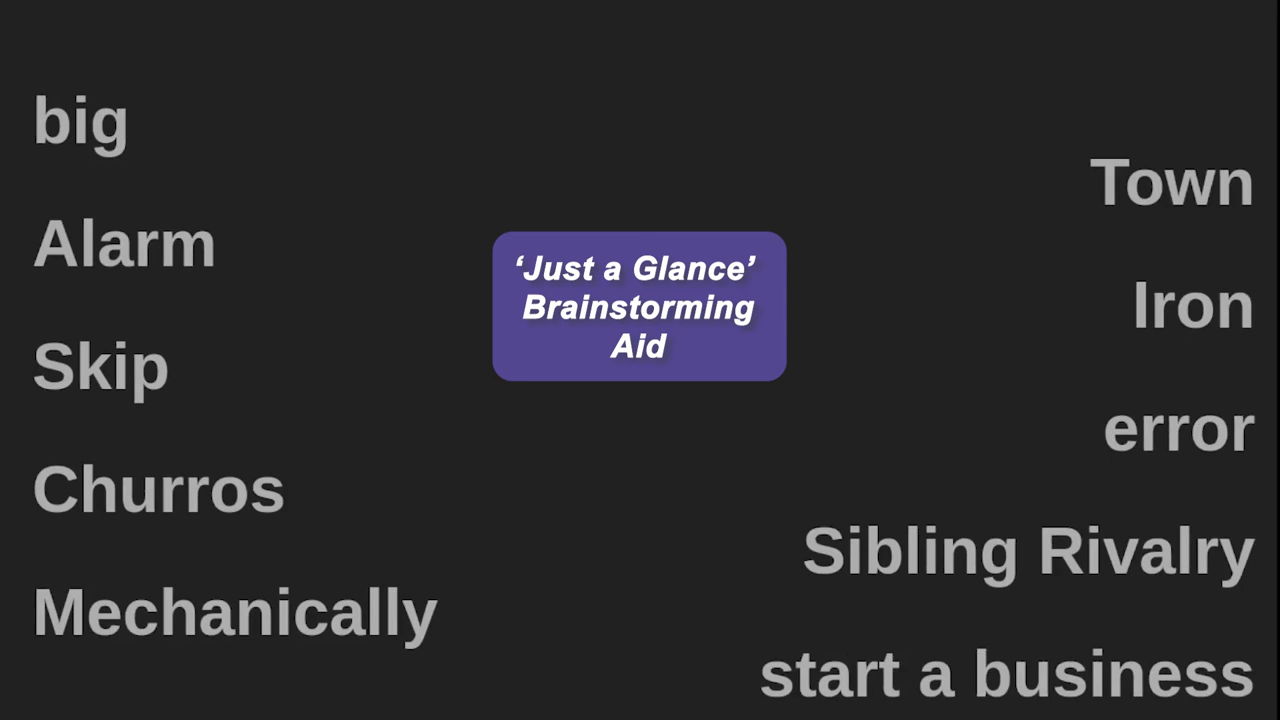 big
Town
Alarm
‘Just a Glance’
Brainstorming
Aid
Iron
Skip
error
Churros
Sibling Rivalry
Mechanically
start a business